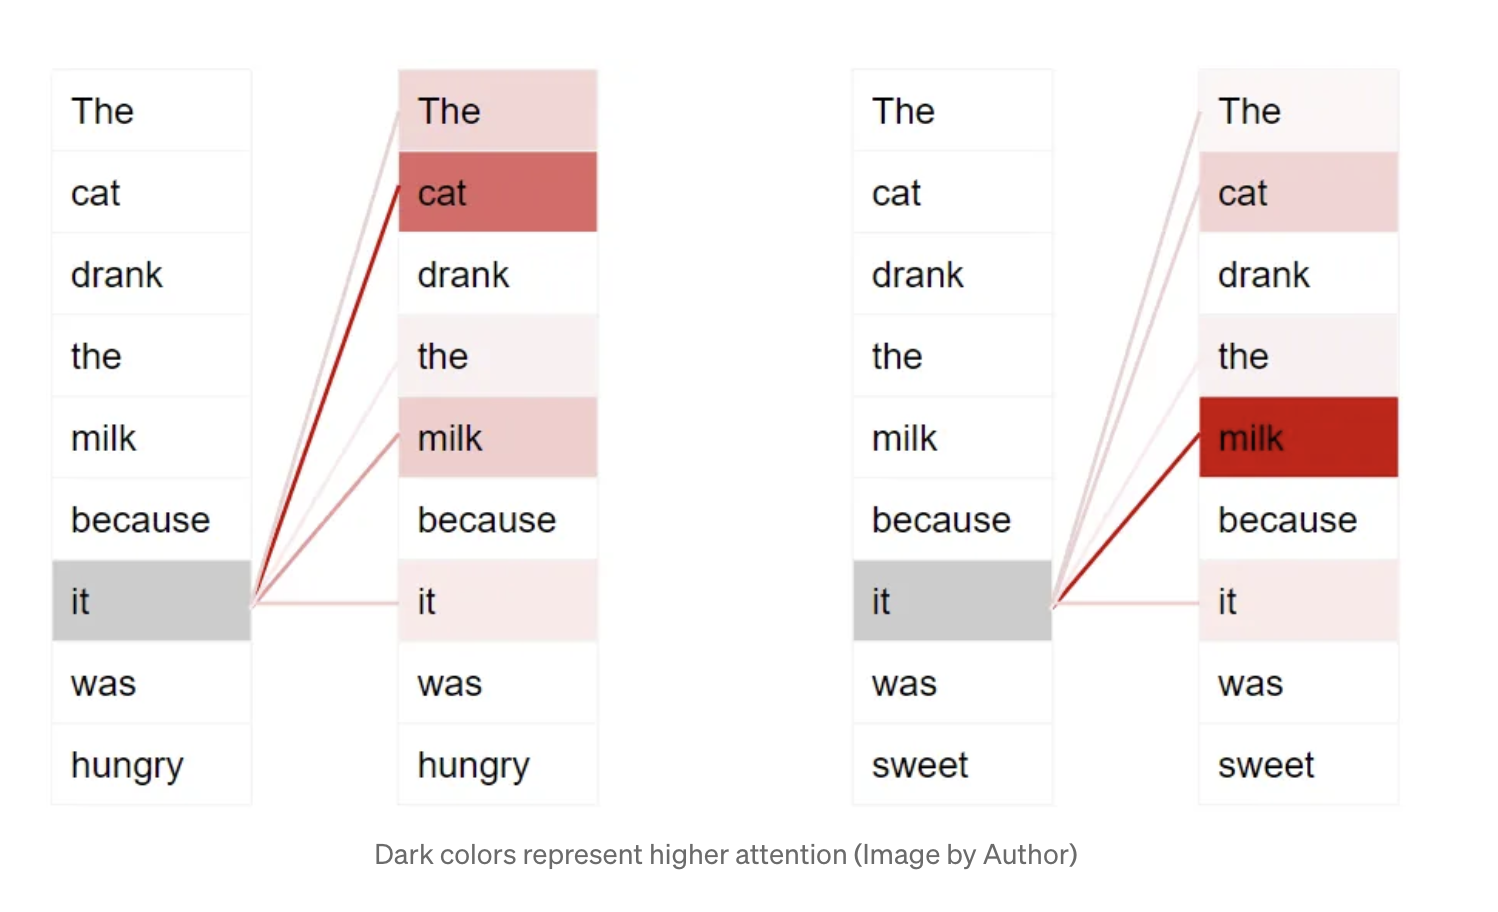 The The The The
cat cat cat cat
drank drank drank drank
the the the the
milk milk milk milk
because because because because
it it it it
was was was was
hungry hungry sweet sweet
Dark colors represent higher attention (Image by Author)